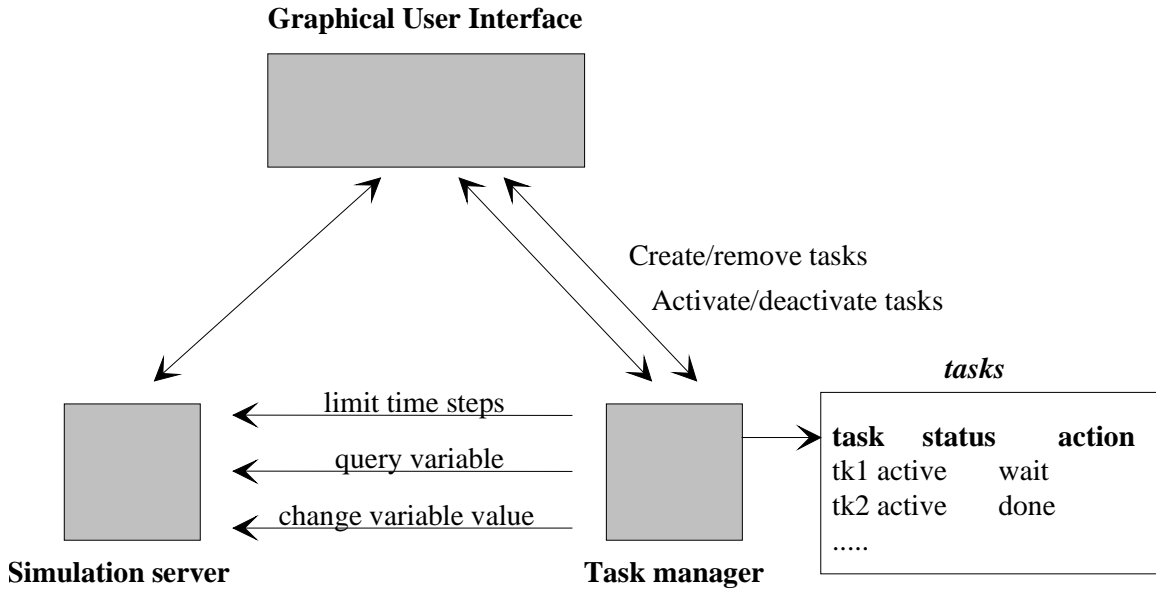 Graphical User Interface
Create/remove tasks
Activate/deactivate tasks
tasks
limit time steps
query variable
change variable value
task status action
tk1 active wait
tk2 active done
.....
Simulation server
Task manager